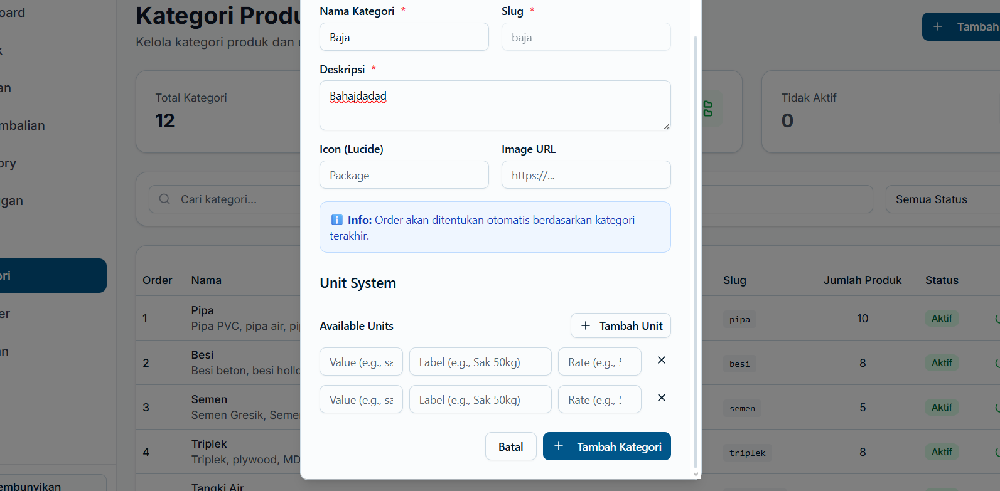 oard
k
an
mbalian
ory
gan
ori
er
n
embunyikan
Kategori Produ
Kelola kategori produk dan u
+ Tambah
Total Kategori
12
Tidak Aktif
0
Cari kategori...
Semua Status
Order Nama Slug Jumlah Produk Status
1 Pipa pipa 10 Aktif
Pipa PVC, pipa air, pi
2 Besi besi 8 Aktif
Besi beton, besi hollo
3 Semen semen 5 Aktif
Semen Gresik, Seme
4 Triplek triplek 8 Aktif
Triplek, plywood, MD
Tangki Air
Nama Kategori * Slug *
Baja baja
Deskripsi *
Bahajdadad
Icon (Lucide) Image URL
Package https://...
i Info: Order akan ditentukan otomatis berdasarkan kategori
terakhir.
Unit System
Available Units + Tambah Unit
Value (e.g., sa Label (e.g., Sak 50kg) Rate (e.g., ×
Value (e.g., sa Label (e.g., Sak 50kg) Rate (e.g., ×
Batal + Tambah Kategori